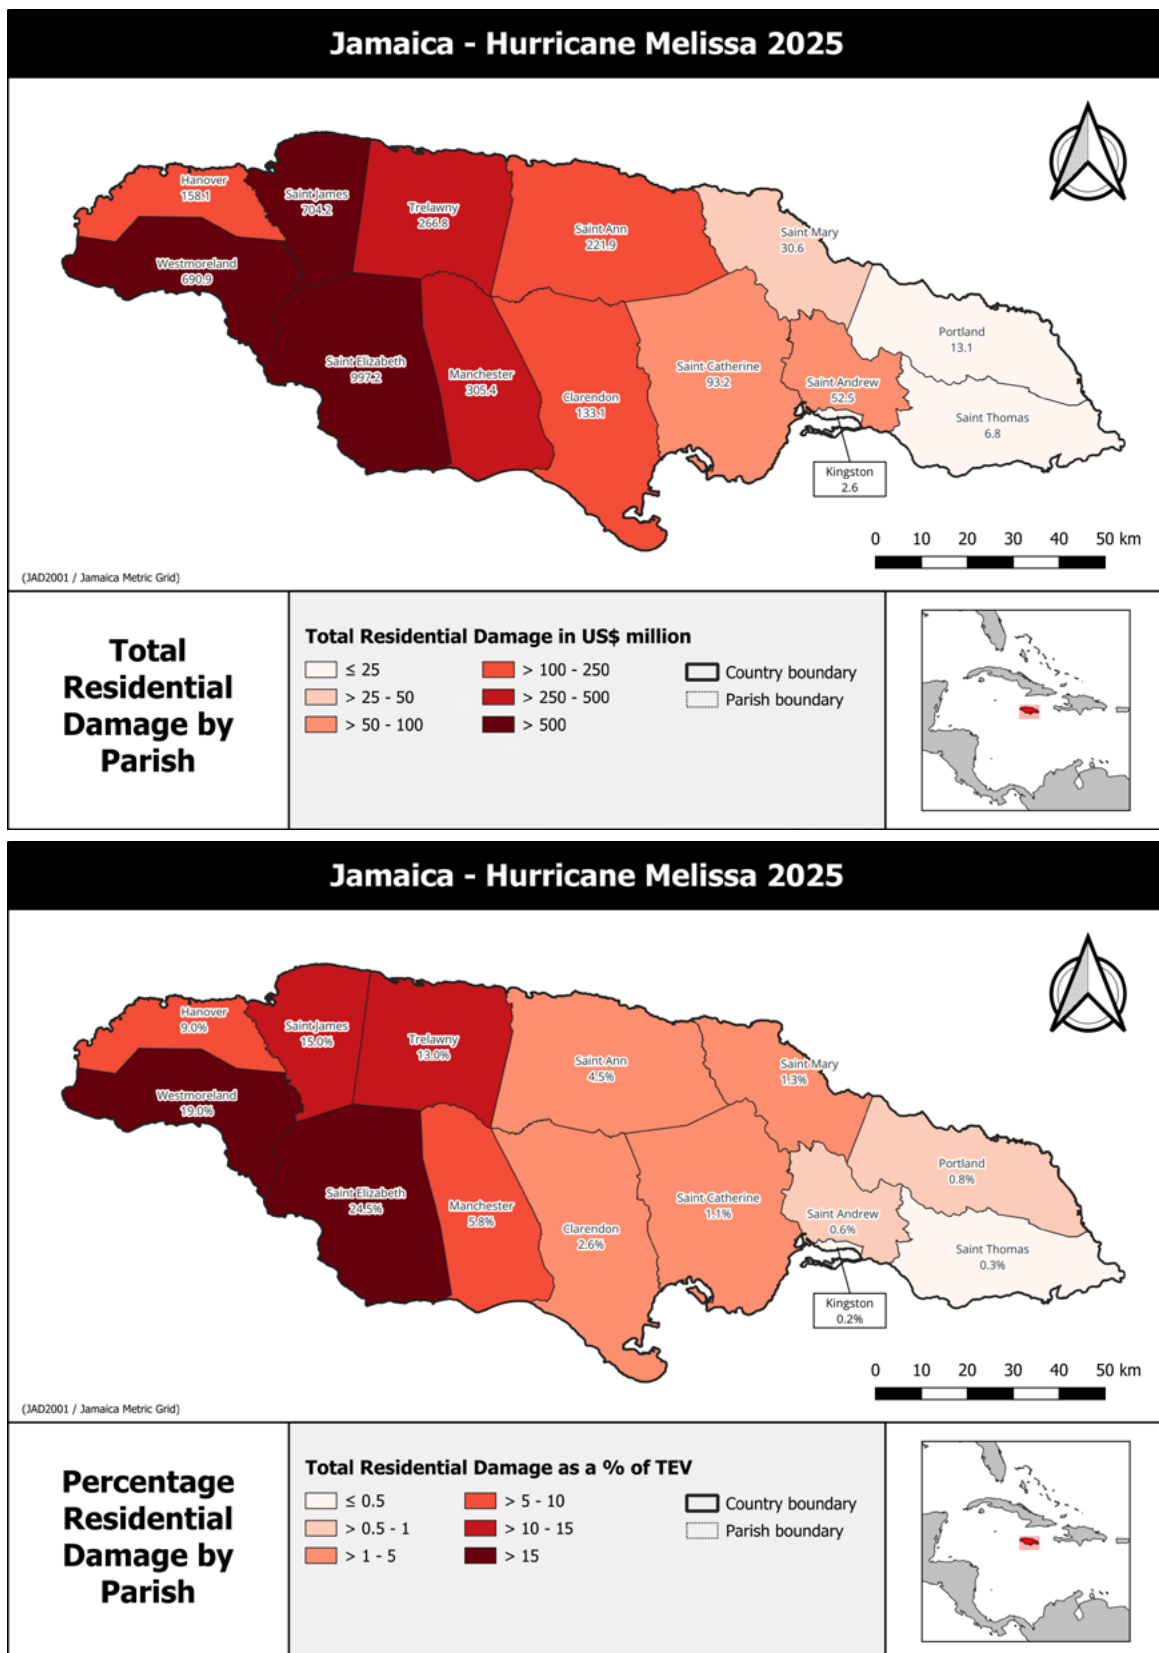 Jamaica - Hurricane Melissa 2025
Hanover
158.1
Saint James
704.2
Trelawny
266.8
Saint Ann
221.9
Saint Mary
30.6
Westmoreland
690.9
Portland
13.1
Saint Elizabeth
997.2
Manchester
305.4
Clarendon
133.1
Saint Catherine
93.2
Saint Andrew
52.5
Saint Thomas
6.8
Kingston
2.6
0 10 20 30 40 50 km
(JAD2001 / Jamaica Metric Grid)
Total
Residential
Damage by
Parish
Total Residential Damage in US$ million
≤ 25
> 25 - 50
> 50 - 100
> 100 - 250
> 250 - 500
> 500
Country boundary
Parish boundary
Jamaica - Hurricane Melissa 2025
Hanover
9.0%
Saint James
15.0%
Trelawny
13.0%
Saint Ann
4.5%
Saint Mary
1.3%
Westmoreland
19.0%
Portland
0.8%
Saint Elizabeth
24.5%
Manchester
5.8%
Clarendon
2.6%
Saint Catherine
1.1%
Saint Andrew
0.6%
Saint Thomas
0.3%
Kingston
0.2%
0 10 20 30 40 50 km
(JAD2001 / Jamaica Metric Grid)
Percentage
Residential
Damage by
Parish
Total Residential Damage as a % of TEV
≤ 0.5
> 0.5 - 1
> 1 - 5
> 5 - 10
> 10 - 15
> 15
Country boundary
Parish boundary